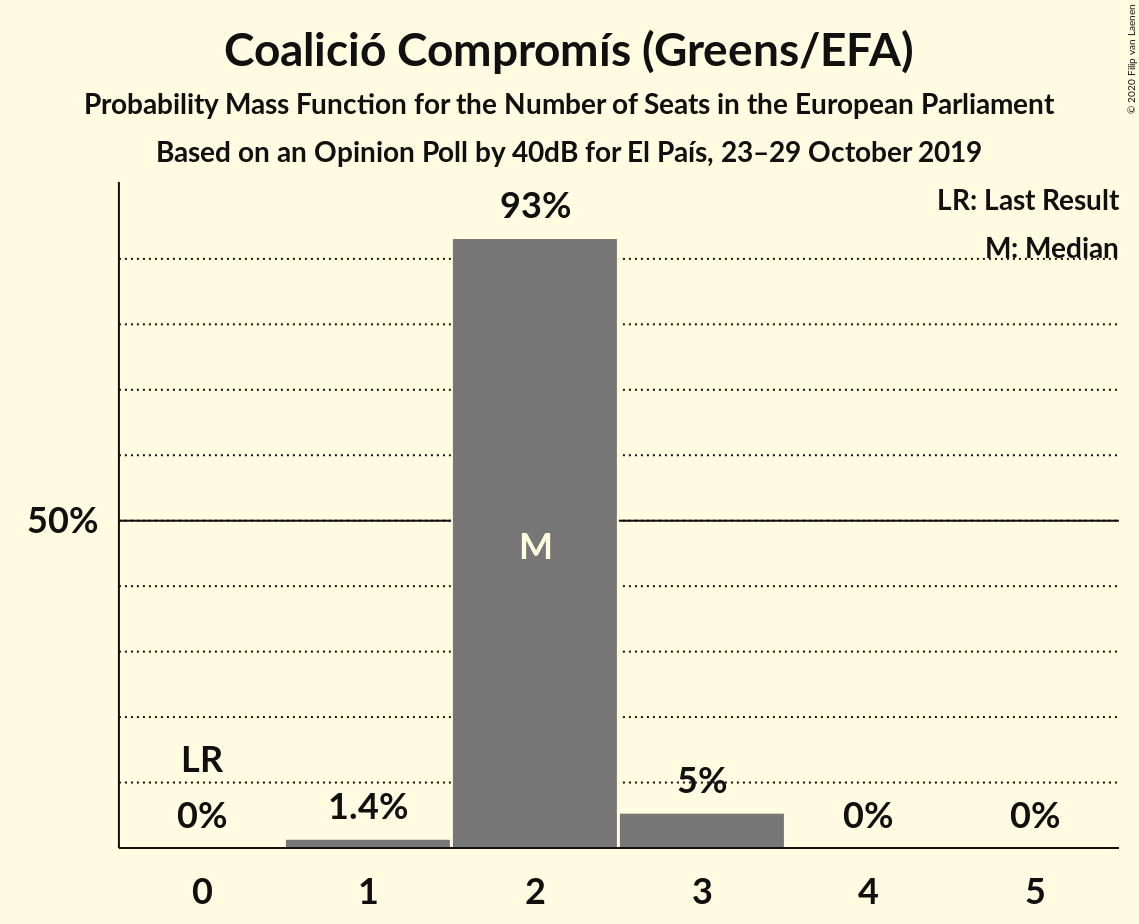 Coalició Compromís (Greens/EFA)
Probability Mass Function for the Number of Seats in the European Parliament
Based on an Opinion Poll by 40dB for El País, 23–29 October 2019
© 2020 Filip van Laenen
LR: Last Result
M: Median
93%
50%
M
LR
0%
1.4%
5%
0%
0%
0
1
2
3
4
5